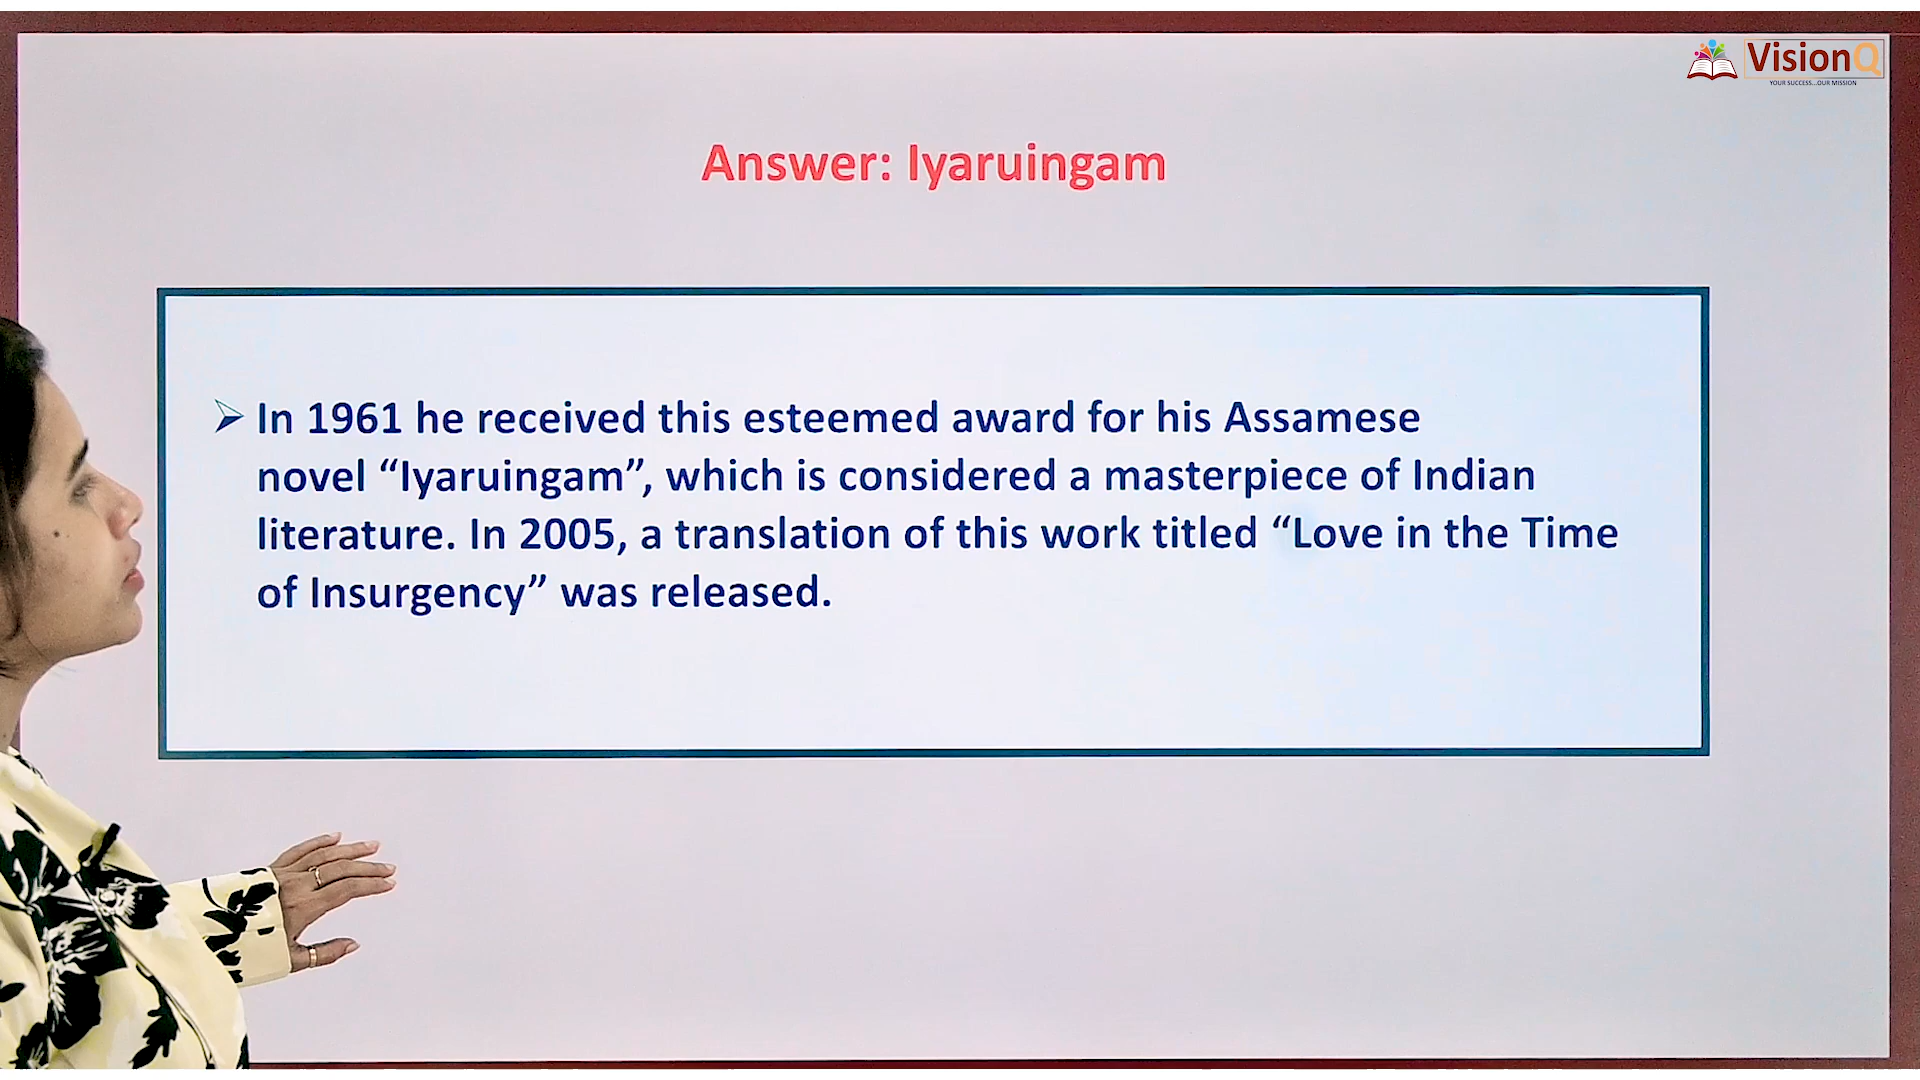 VisionQ
YOUR SUCCESS...OUR MISSION
Answer: Iyaruingam
In 1961 he received this esteemed award for his Assamese
novel “Iyaruingam”, which is considered a masterpiece of Indian
literature. In 2005, a translation of this work titled “Love in the Time
of Insurgency” was released.